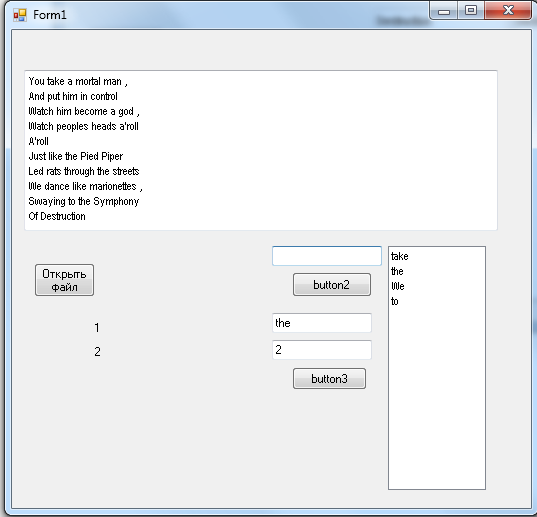 Form1
You take a mortal man ,
And put him in control
Watch him become a god ,
Watch peoples heads a'roll
A'roll
Just like the Pied Piper
Led rats through the streets
We dance like marionettes ,
Swaying to the Symphony
Of Destruction
Открыть
файл
button2
take
the
We
to
1
the
2
2
button3